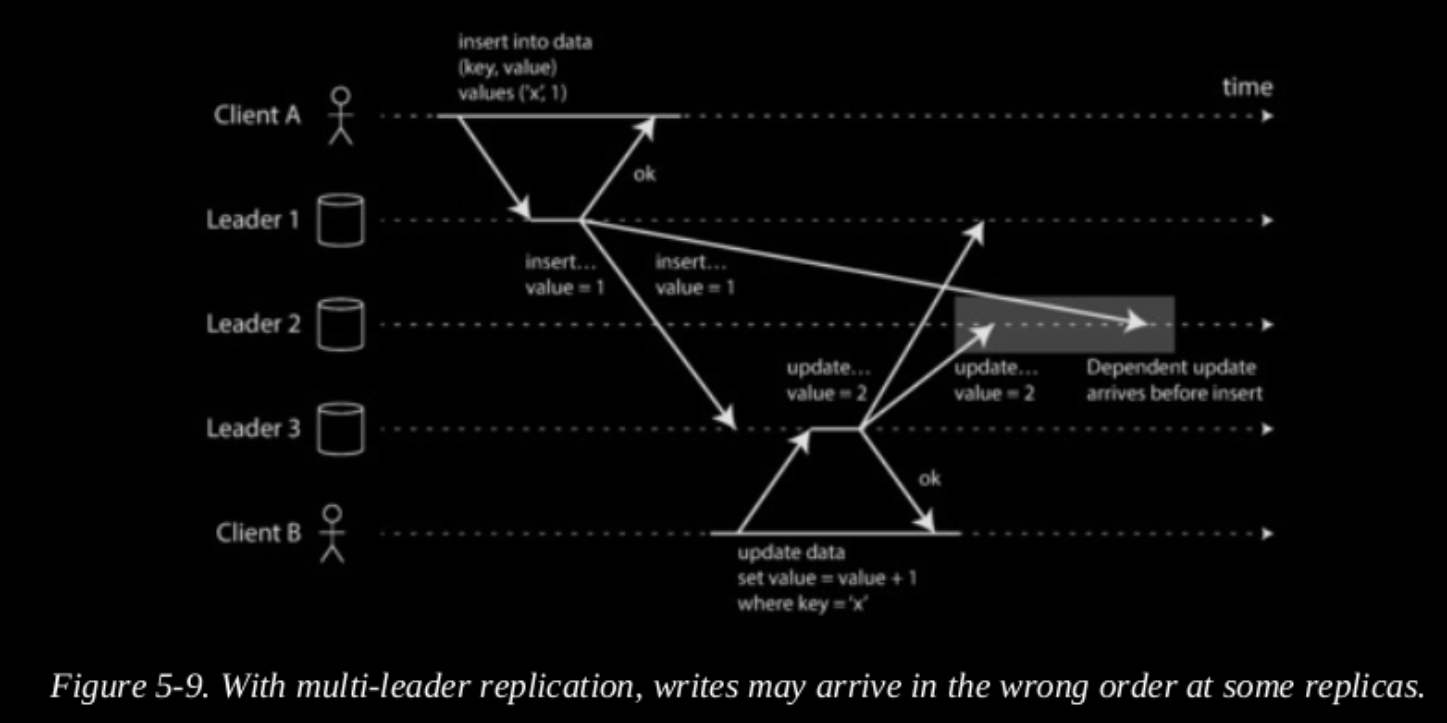 insert into data
(key, value)
values ('x', 1)
time
Client A
ok
Leader 1
insert…
value = 1
insert…
value = 1
Leader 2
update…
value = 2
update…
value = 2
Dependent update
arrives before insert
Leader 3
ok
Client B
update data
set value = value + 1
where key = 'x'
Figure 5-9. With multi-leader replication, writes may arrive in the wrong order at some replicas.